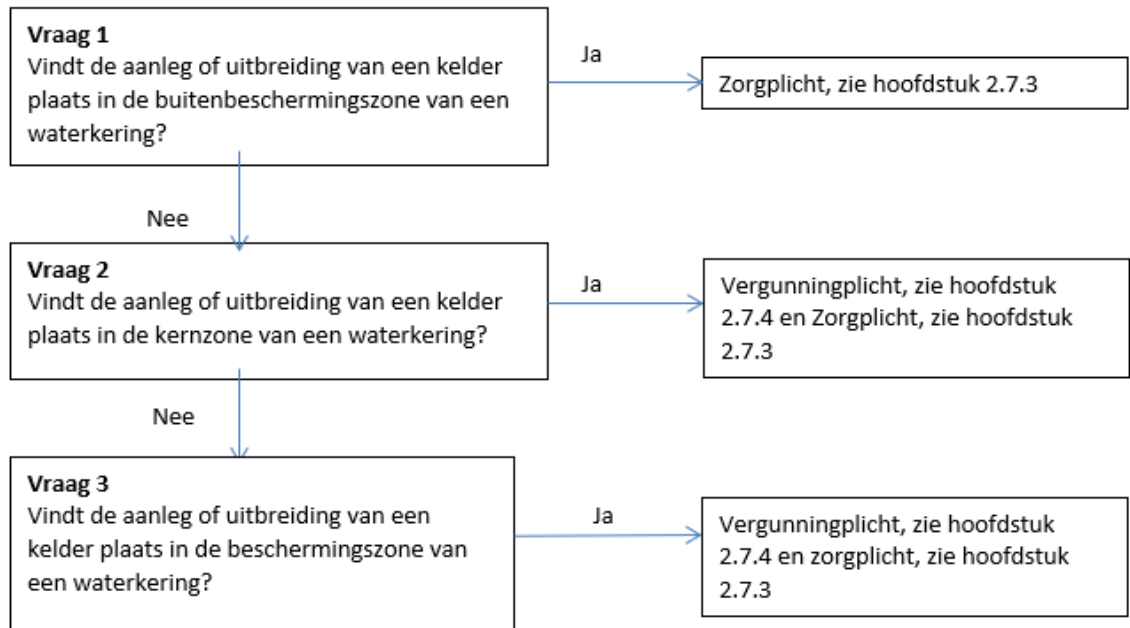 Vraag 1
Vindt de aanleg of uitbreiding van een kelder
plaats in de buitenbeschermingszone van een
waterkering?
Ja
Zorgplicht, zie hoofdstuk 2.7.3
Nee
Vraag 2
Vindt de aanleg of uitbreiding van een kelder
plaats in de kernzone van een waterkering?
Ja
Vergunningplicht, zie hoofdstuk
2.7.4 en Zorgplicht, zie hoofdstuk
2.7.3
Nee
Vraag 3
Vindt de aanleg of uitbreiding van een
kelder plaats in de beschermingszone van
een waterkering?
Ja
Vergunningplicht, zie hoofdstuk
2.7.4 en zorgplicht, zie hoofdstuk
2.7.3